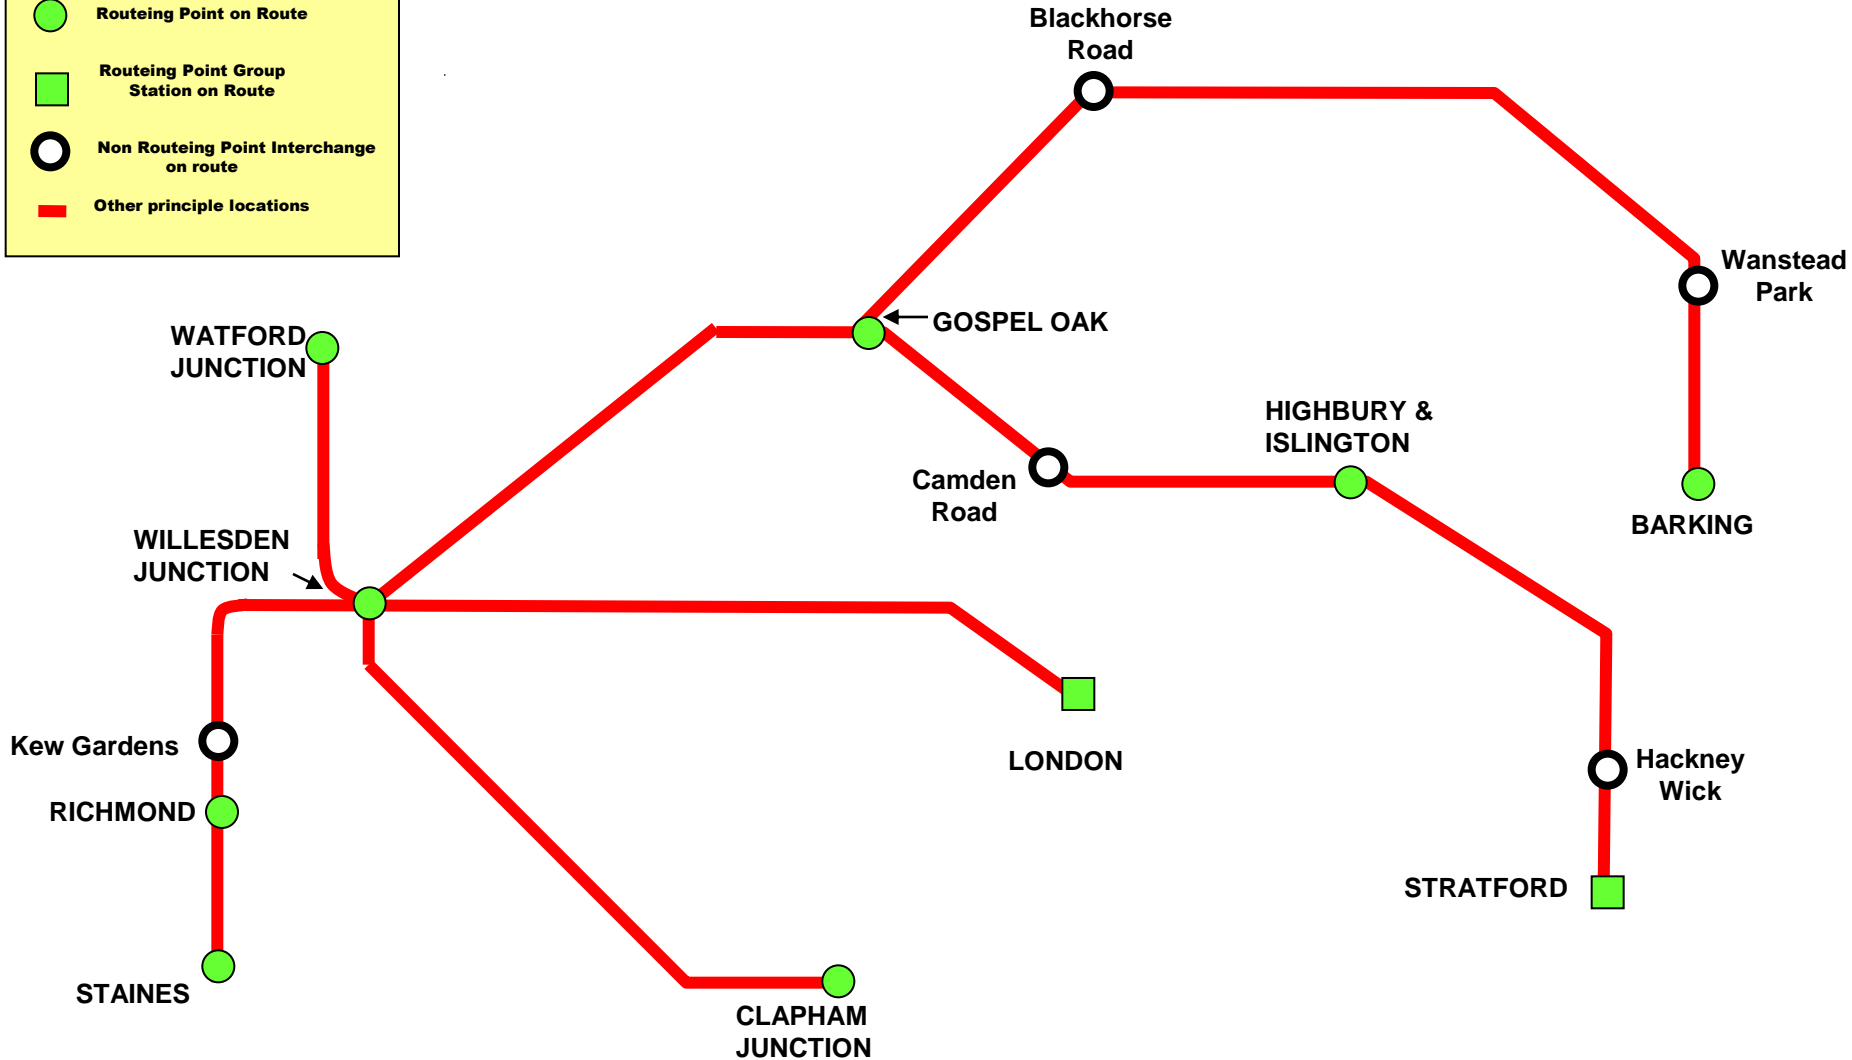 Routeing Point on Route
Routeing Point Group
Station on Route
Non Routeing Point Interchange
on route
Other principle locations
Blackhorse
Road
Wanstead
Park
GOSPEL OAK
WATFORD
JUNCTION
HIGHBURY &
ISLINGTON
Camden
Road
BARKING
WILLESDEN
JUNCTION
Kew Gardens
LONDON
Hackney
Wick
RICHMOND
STRATFORD
STAINES
CLAPHAM
JUNCTION